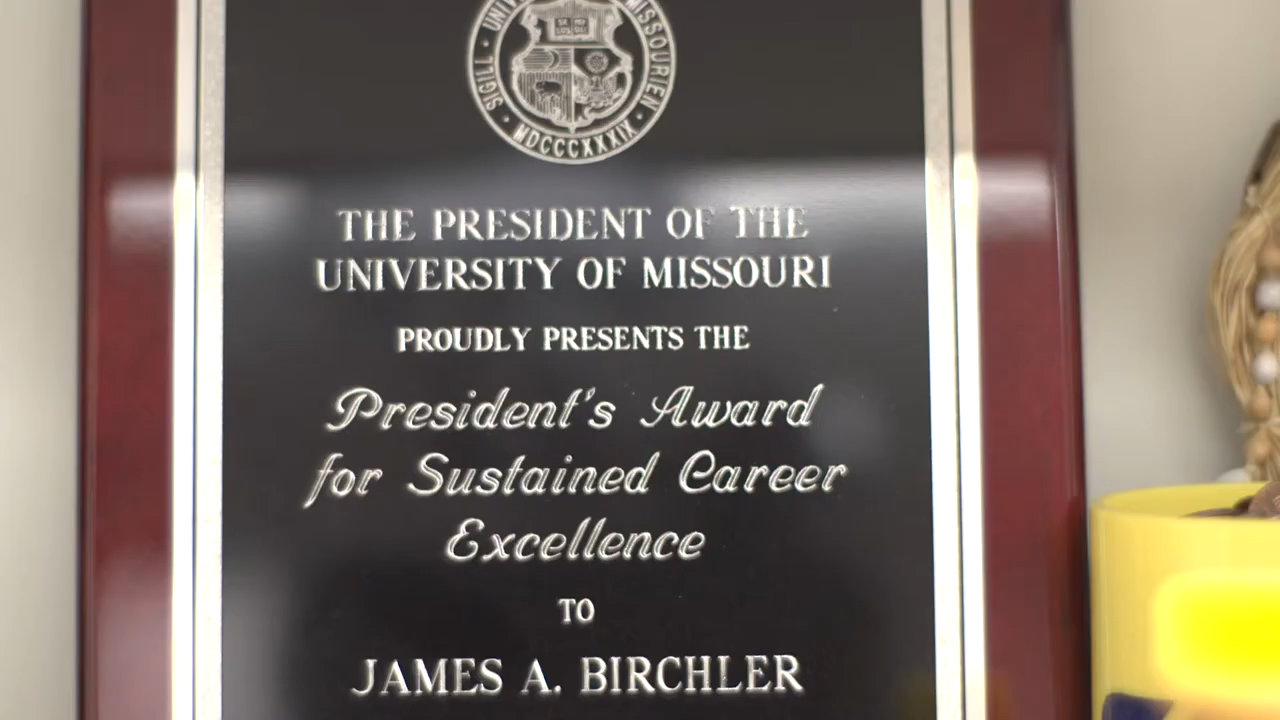 SIGILL · UNIV
MISSOURIEN ·
MDCCCXXXIX
THE PRESIDENT OF THE
UNIVERSITY OF MISSOURI
PROUDLY PRESENTS THE
President's Award
for Sustained Career
Excellence
TO
JAMES A. BIRCHLER